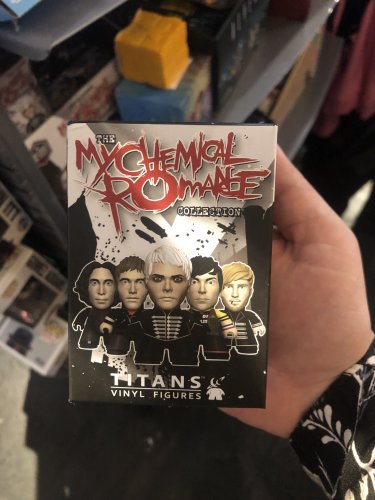 THE
MY CHEMICAL
ROMANCE
COLLECTION
TITANS
VINYL FIGURES